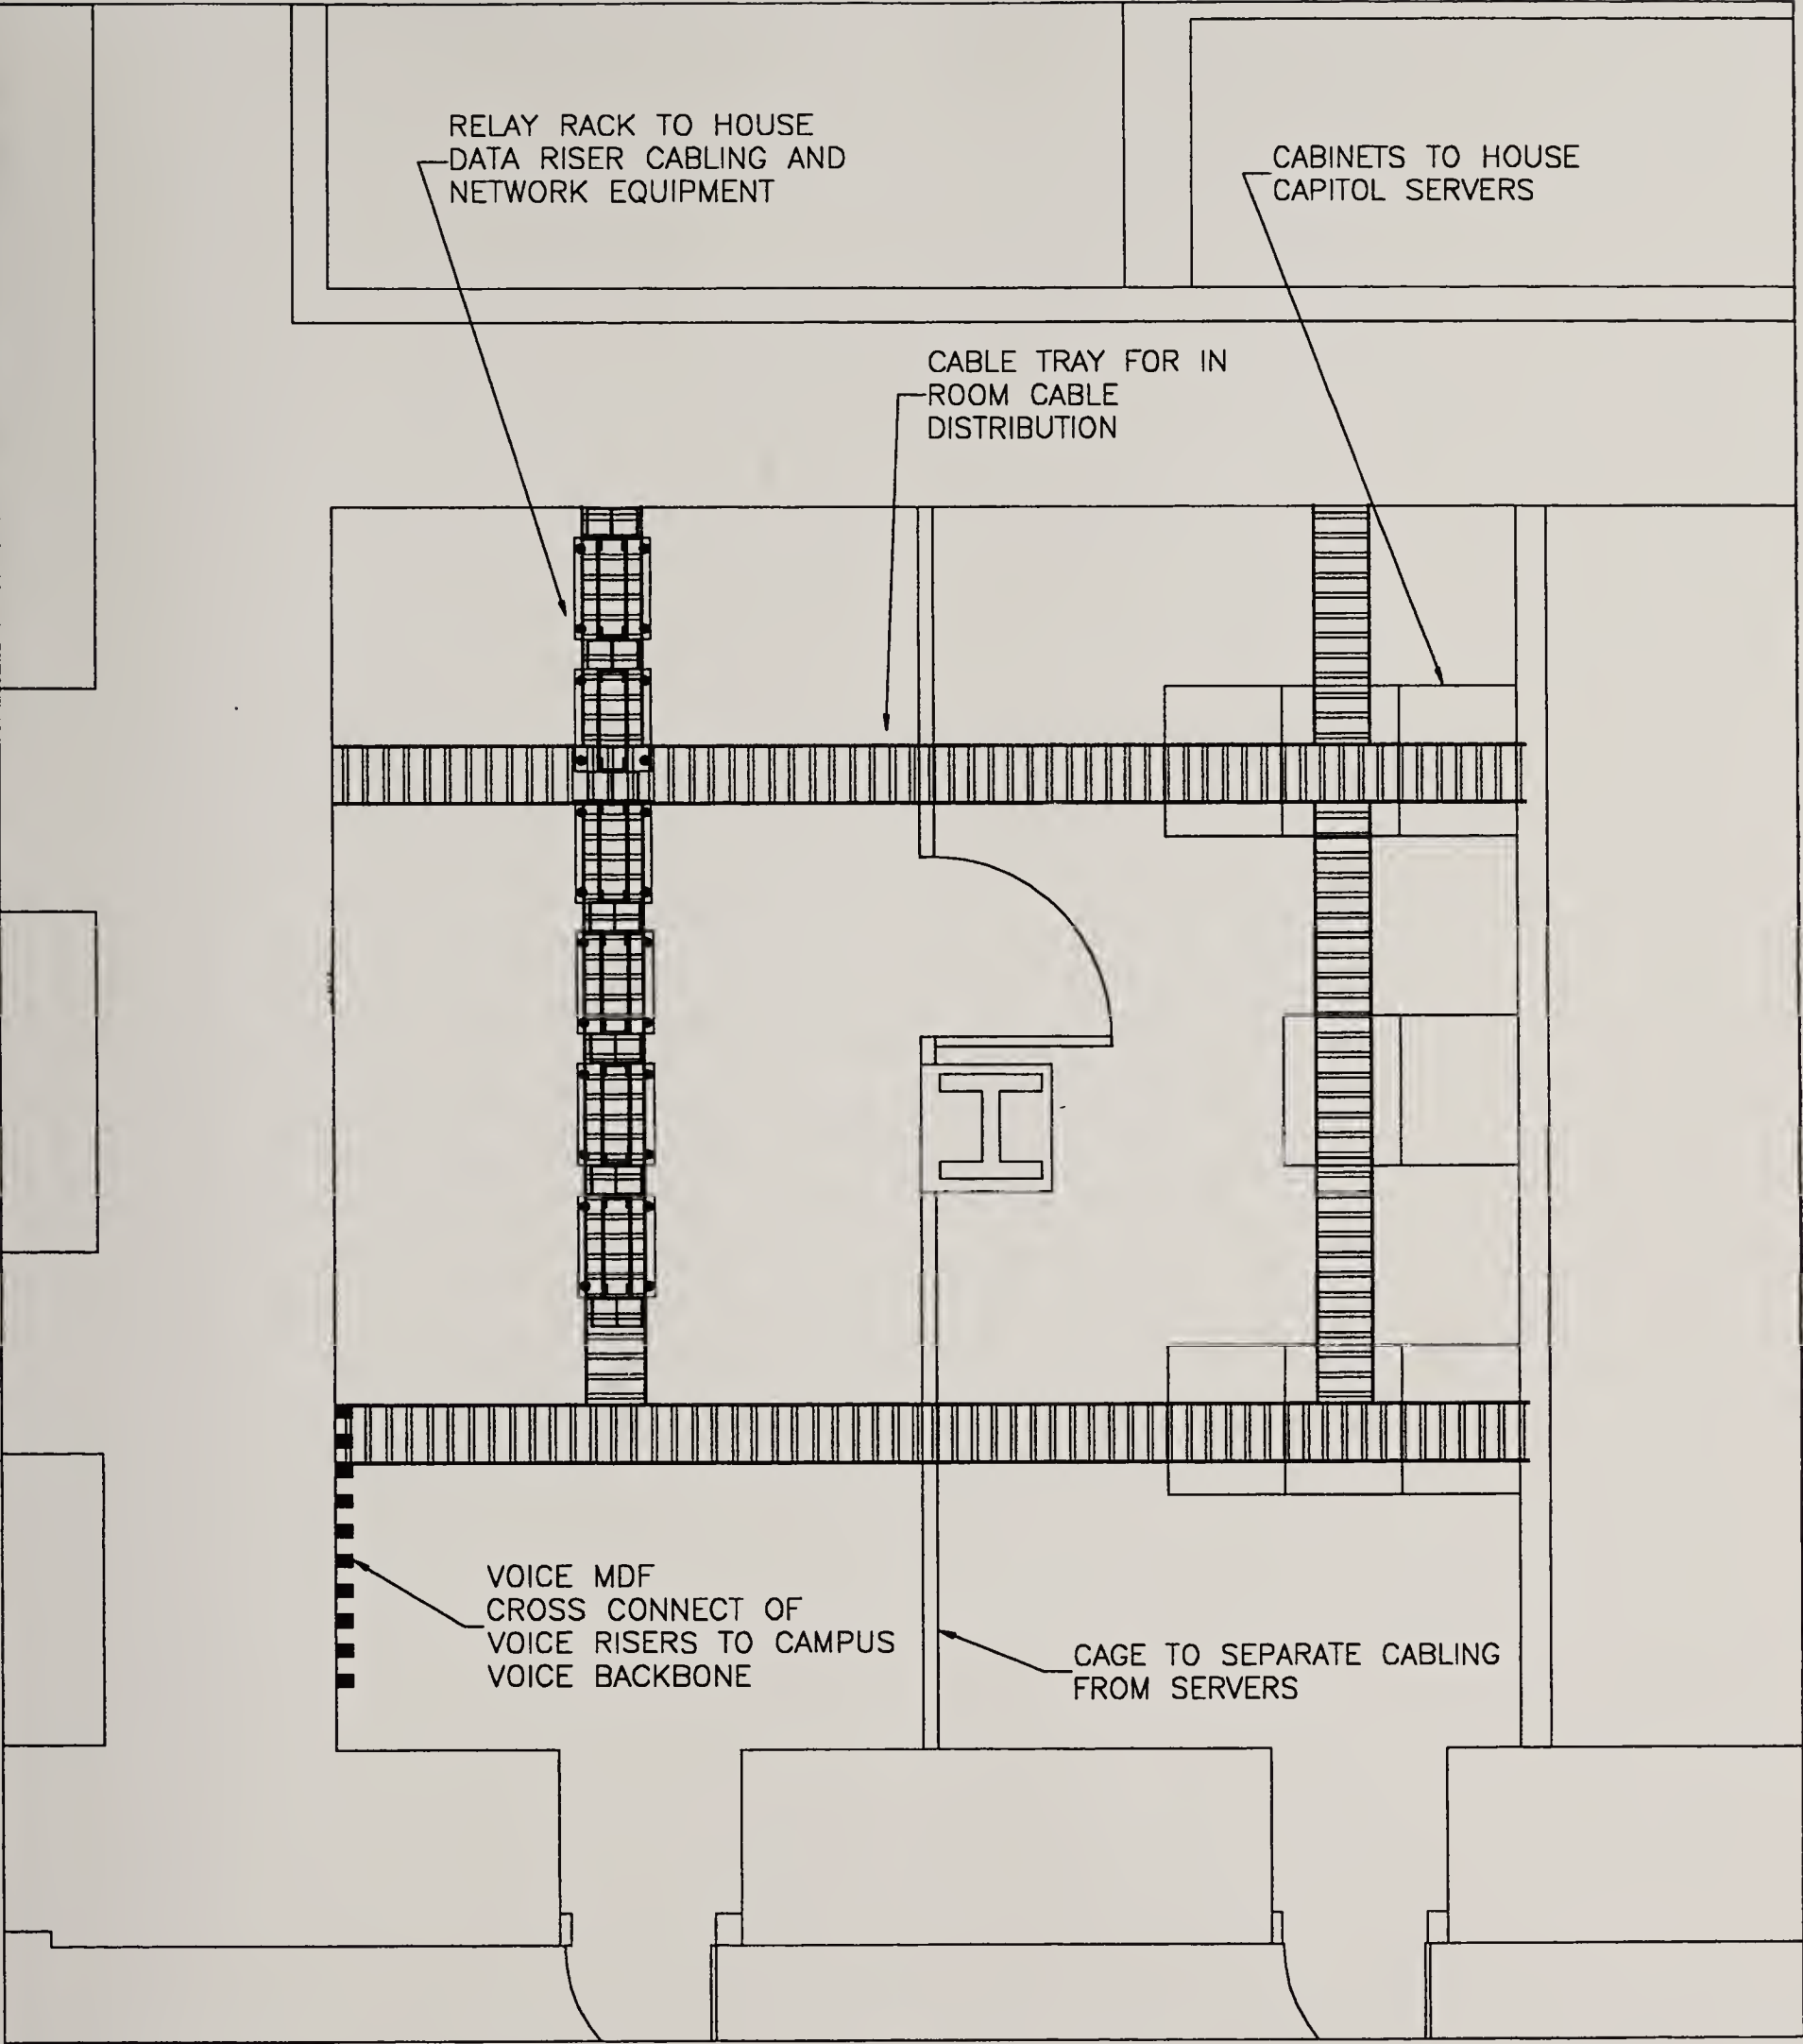 RELAY RACK TO HOUSE
DATA RISER CABLING AND
NETWORK EQUIPMENT
CABINETS TO HOUSE
CAPITOL SERVERS
CABLE TRAY FOR IN
ROOM CABLE
DISTRIBUTION
VOICE MDF
CROSS CONNECT OF
VOICE RISERS TO CAMPUS
VOICE BACKBONE
CAGE TO SEPARATE CABLING
FROM SERVERS